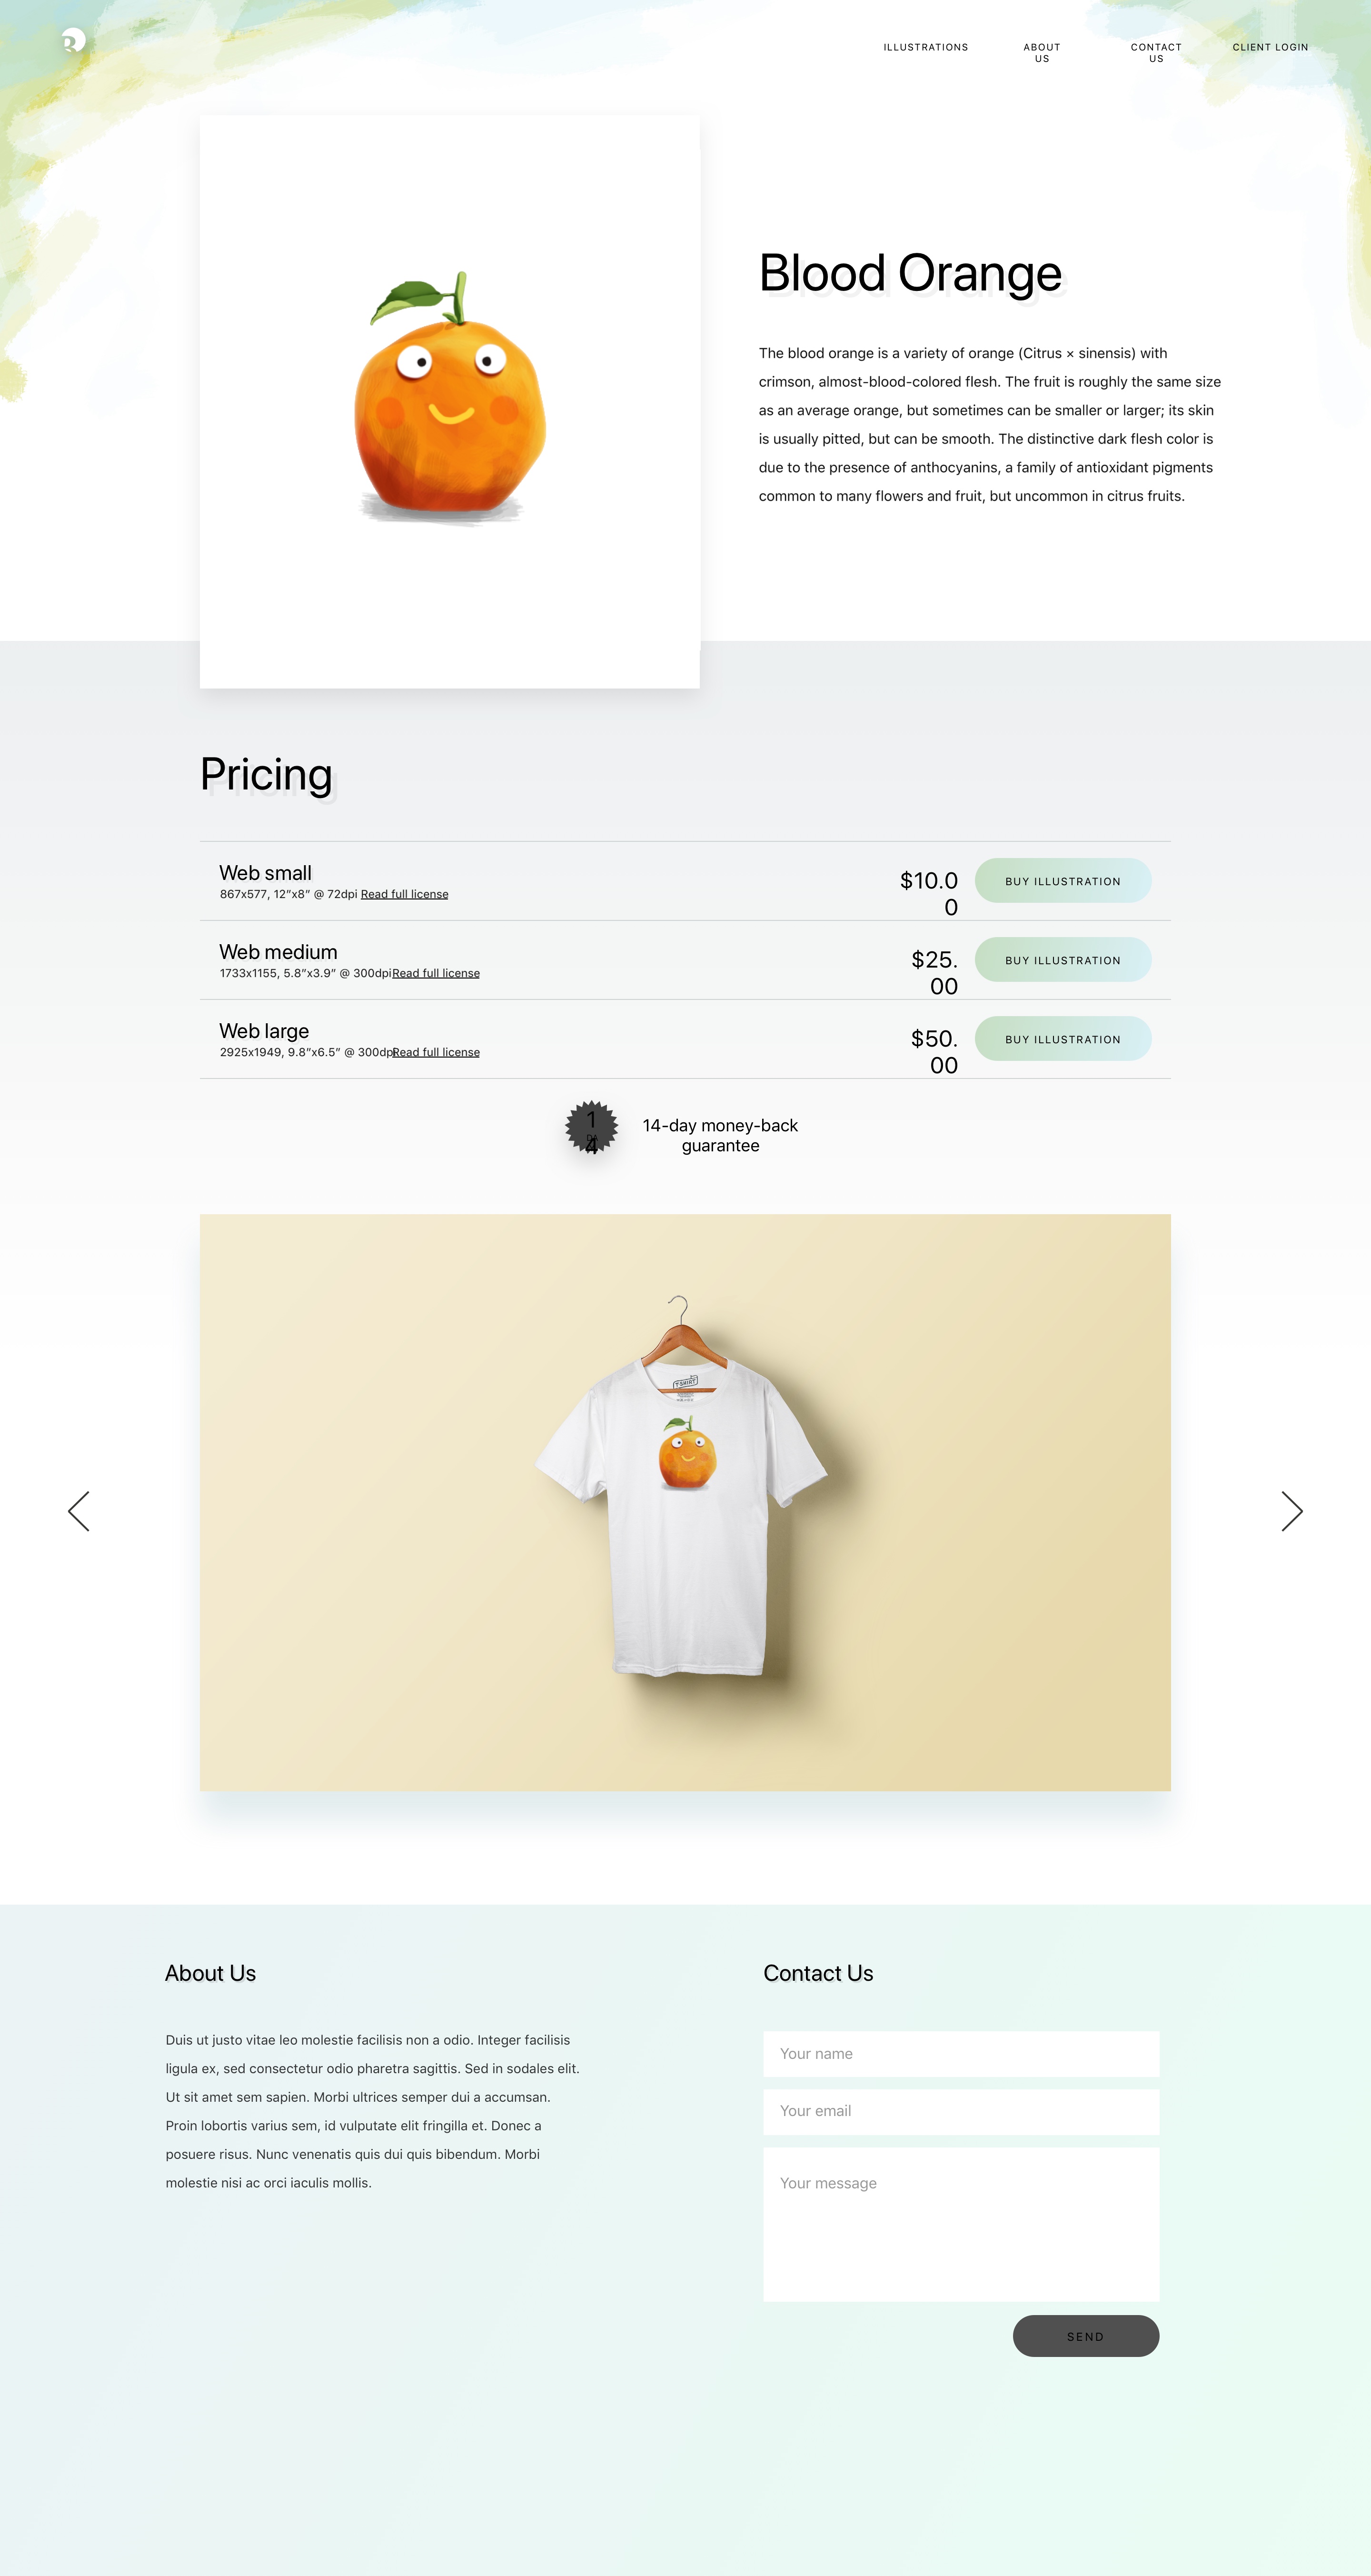 ILLUSTRATIONS
ABOUT
US
CONTACT
US
CLIENT LOGIN
Blood Orange
The blood orange is a variety of orange (Citrus × sinensis) with
crimson, almost-blood-colored flesh. The fruit is roughly the same size
as an average orange, but sometimes can be smaller or larger; its skin
is usually pitted, but can be smooth. The distinctive dark flesh color is
due to the presence of anthocyanins, a family of antioxidant pigments
common to many flowers and fruit, but uncommon in citrus fruits.
Pricing
Web small
867x577, 12”x8” @ 72dpi Read full license
$10.0
0
BUY ILLUSTRATION
Web medium
1733x1155, 5.8”x3.9” @ 300dpi Read full license
$25.
00
BUY ILLUSTRATION
Web large
2925x1949, 9.8”x6.5” @ 300dpi Read full license
$50.
00
BUY ILLUSTRATION
1
4
14-day money-back
guarantee
T-SHIRT
About Us
Duis ut justo vitae leo molestie facilisis non a odio. Integer facilisis
ligula ex, sed consectetur odio pharetra sagittis. Sed in sodales elit.
Ut sit amet sem sapien. Morbi ultrices semper dui a accumsan.
Proin lobortis varius sem, id vulputate elit fringilla et. Donec a
posuere risus. Nunc venenatis quis dui quis bibendum. Morbi
molestie nisi ac orci iaculis mollis.
Contact Us
Your name
Your email
Your message
SEND